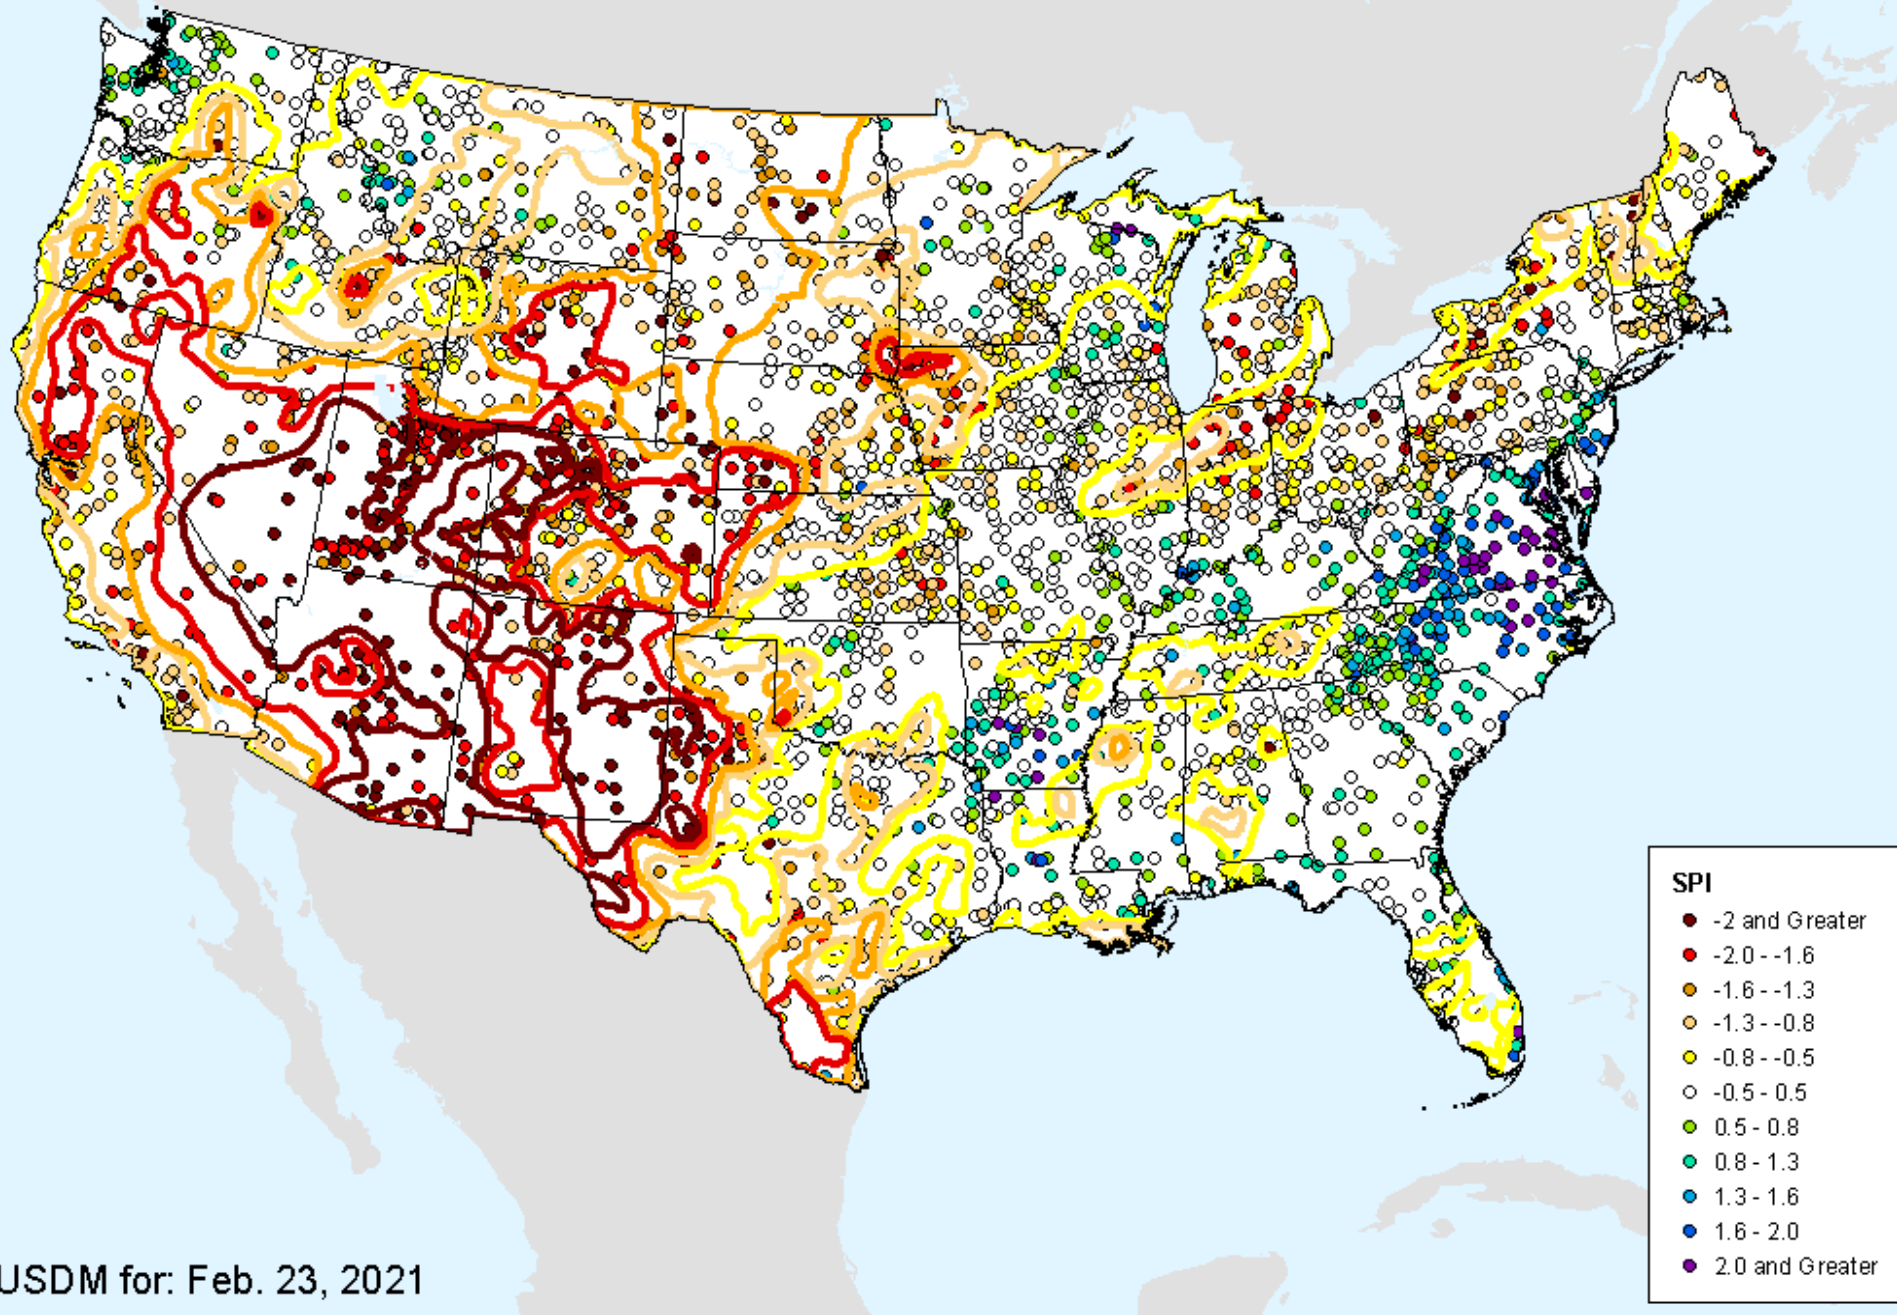 SPI
-2 and Greater
-2.0 - -1.6
-1.6 - -1.3
-1.3 - -0.8
-0.8 - -0.5
-0.5 - 0.5
0.5 - 0.8
0.8 - 1.3
1.3 - 1.6
1.6 - 2.0
2.0 and Greater
USDM for: Feb. 23, 2021